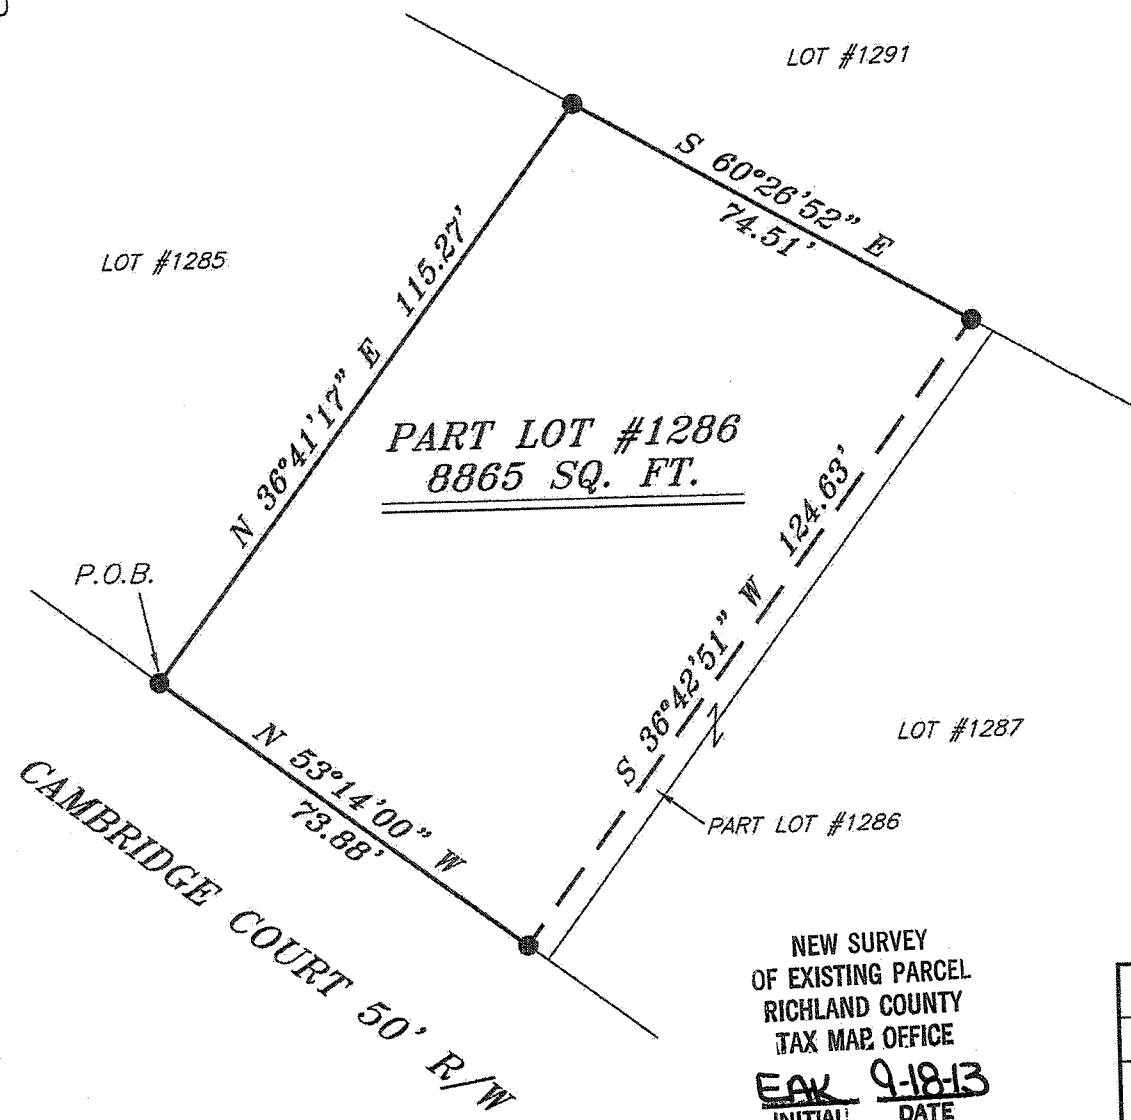 LOT #1291
S 60°26'52" E
74.51'
LOT #1285
N 36°41'17" E 115.27'
PART LOT #1286
8865 SQ. FT.
S 36°42'51" W 124.63'
P.O.B.
N 53°14'00" W
73.88'
LOT #1287
PART LOT #1286
CAMBRIDGE COURT 50' R/W
NEW SURVEY
OF EXISTING PARCEL
RICHLAND COUNTY
TAX MAP OFFICE
EAK 9-18-13
INITIAL DATE